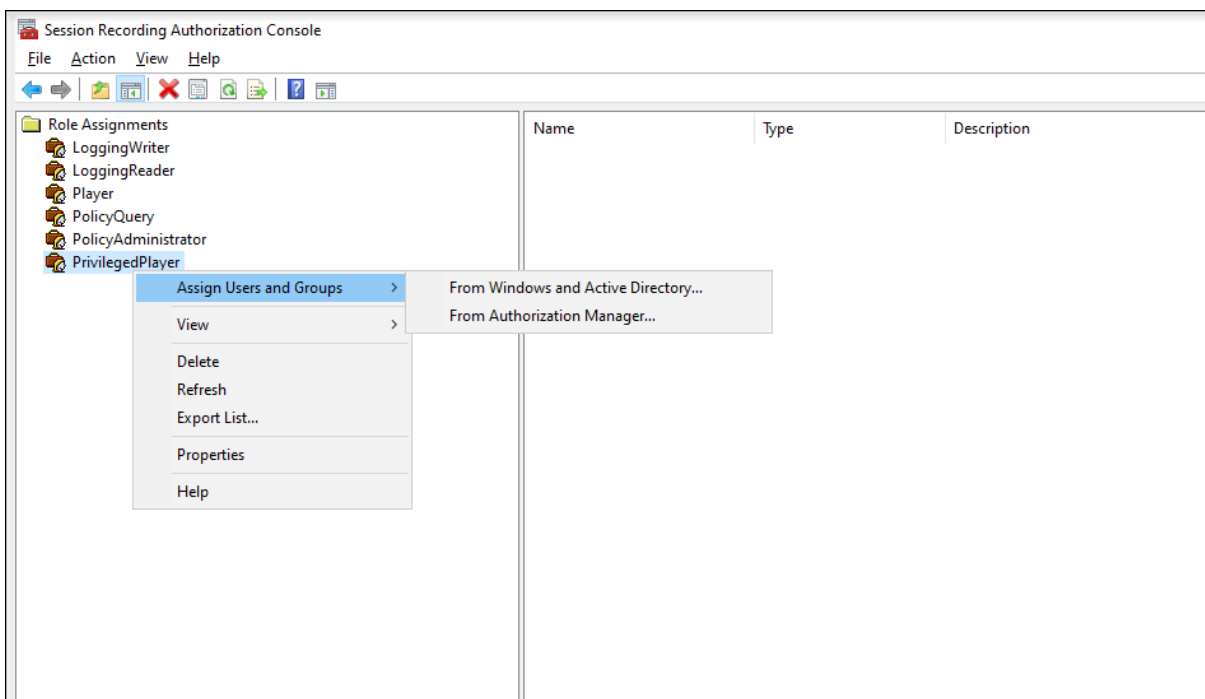 Session Recording Authorization Console
File Action View Help
Role Assignments
Name Type Description
LoggingWriter
LoggingReader
Player
PolicyQuery
PolicyAdministrator
PrivilegedPlayer
Assign Users and Groups
From Windows and Active Directory...
From Authorization Manager...
View
Delete
Refresh
Export List...
Properties
Help